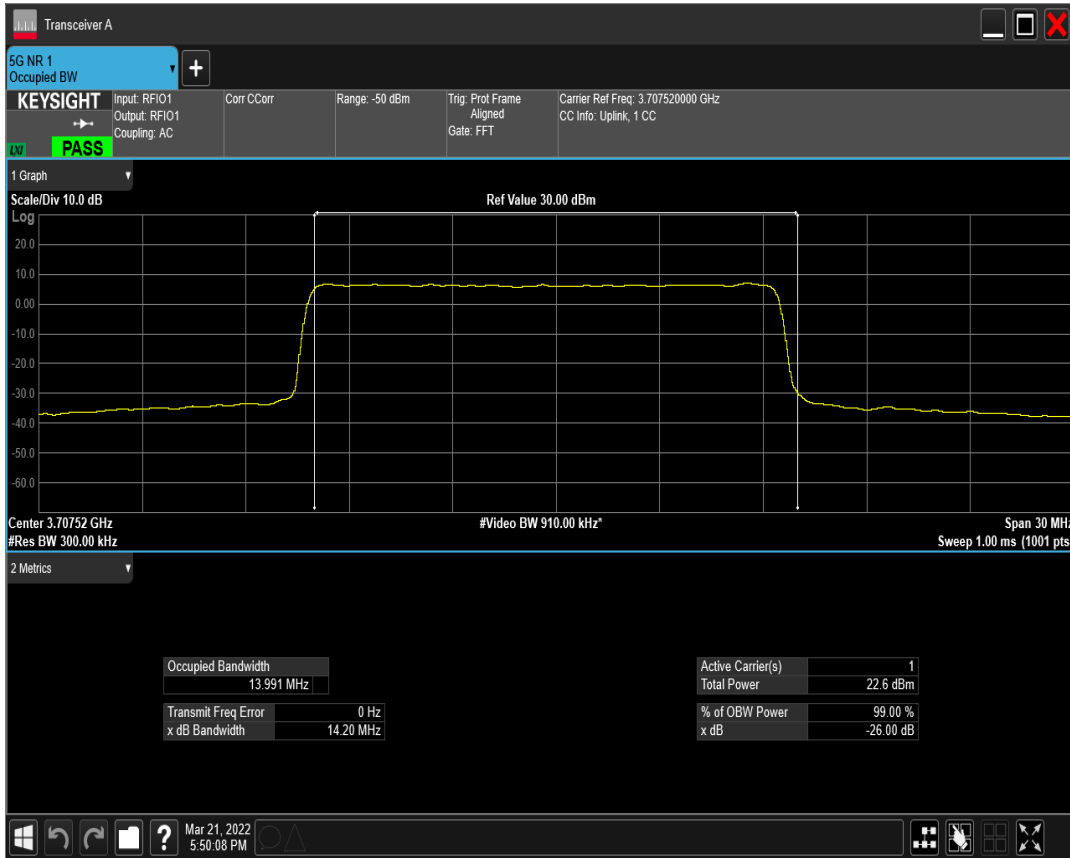 Transceiver A
5G NR 1
Occupied BW
KEYSIGHT
LXI
PASS
Input: RFIO1
Output: RFIO1
Coupling: AC
Corr CCorr
Range: -50 dBm
Trig: Prot Frame
Aligned
Gate: FFT
Carrier Ref Freq: 3.707520000 GHz
CC Info: Uplink, 1 CC
1 Graph
Scale/Div 10.0 dB
Ref Value 30.00 dBm
Log
20.0
10.0
0.00
-10.0
-20.0
-30.0
-40.0
-50.0
-60.0
Center 3.70752 GHz
#Video BW 910.00 kHz*
Span 30 MHz
#Res BW 300.00 kHz
Sweep 1.00 ms (1001 pts
2 Metrics
Occupied Bandwidth
13.991 MHz
Transmit Freq Error 0 Hz
x dB Bandwidth 14.20 MHz
Active Carrier(s) 1
Total Power 22.6 dBm
% of OBW Power 99.00 %
x dB -26.00 dB
?
Mar 21, 2022
5:50:08 PM